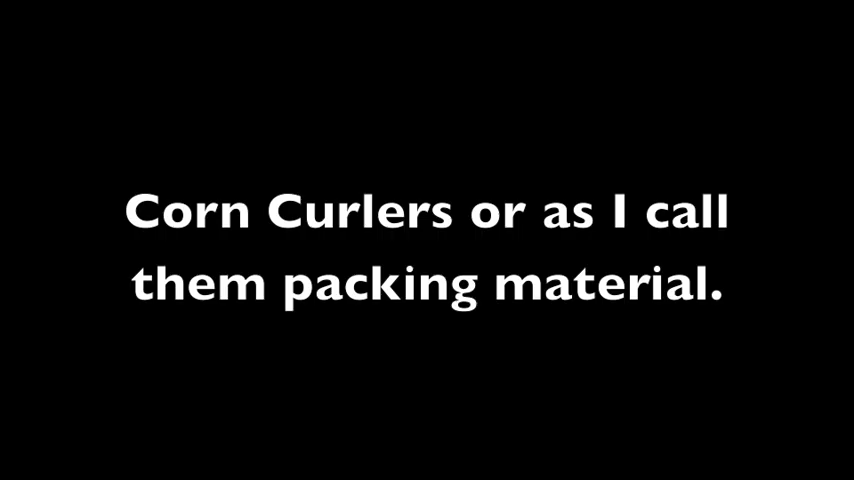 Corn Curlers or as I call
them packing material.